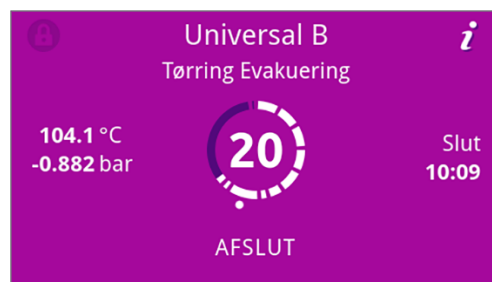 Universal B
i
Tørring Evakuering
104.1 °C
-0.882 bar
20
Slut
10:09
AFSLUT